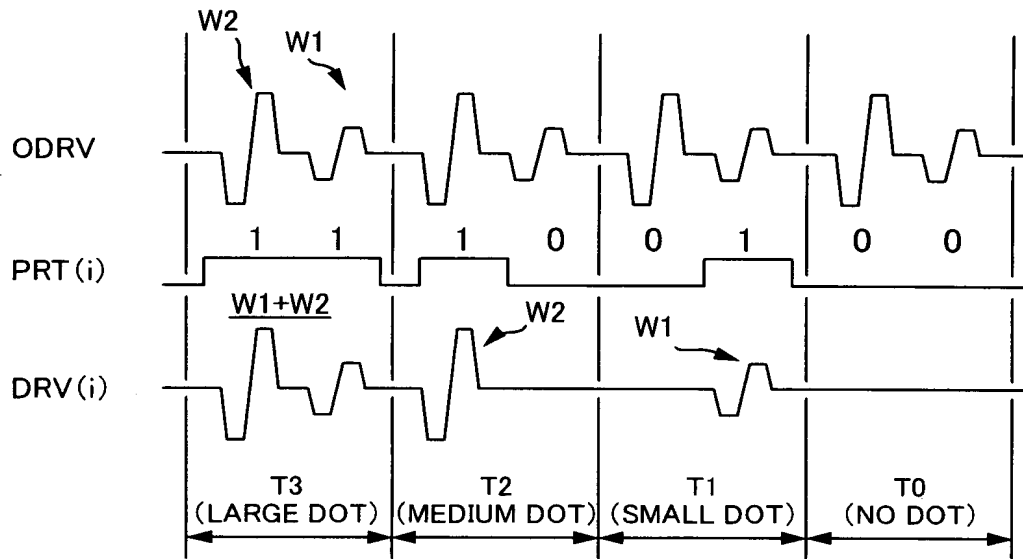 W2
W1
ODRV
1 1 1 0 0 1 0 0
PRT(i)
W1+W2
W2
W1
DRV(i)
T3 T2 T1 T0
(LARGE DOT) (MEDIUM DOT) (SMALL DOT) (NO DOT)